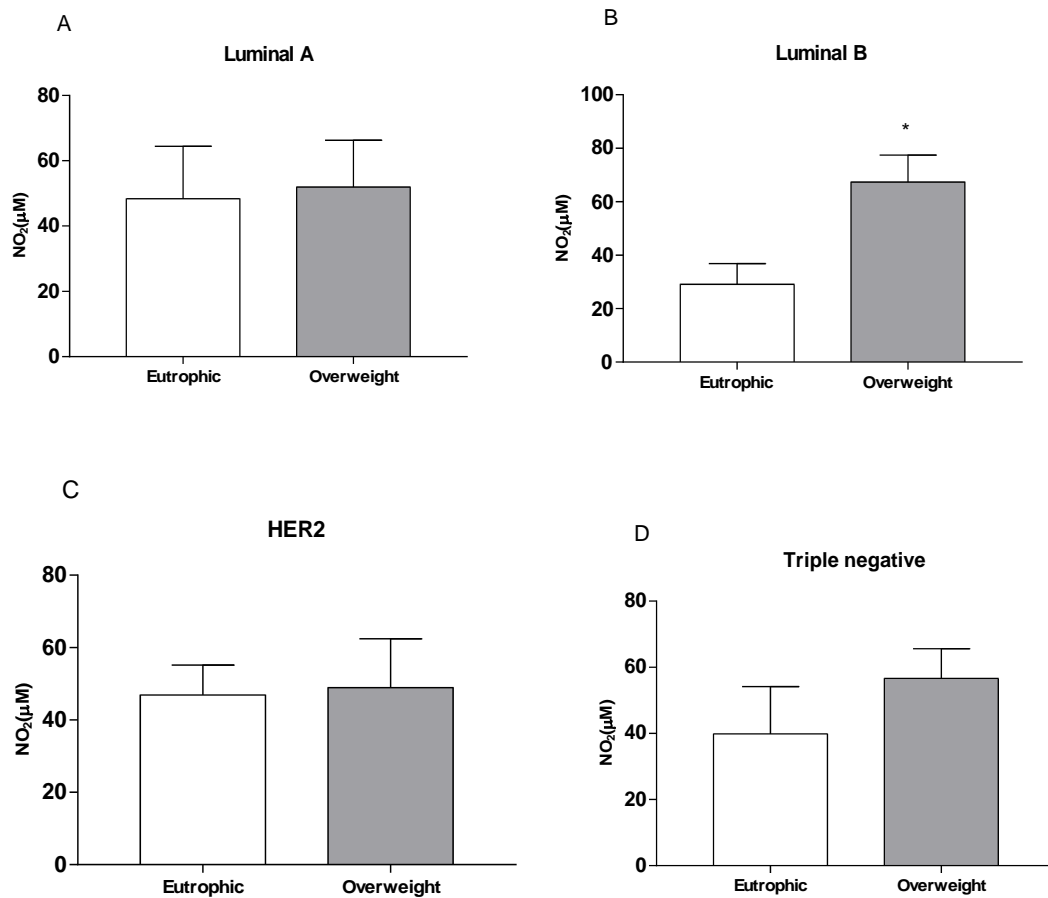 A
Luminal A
80
60
40
20
0
NO₂(μM)
Eutrophic
Overweight
B
Luminal B
*
100
80
60
40
20
0
NO₂(μM)
Eutrophic
Overweight
C
HER2
80
60
40
20
0
NO₂(μM)
Eutrophic
Overweight
D
Triple negative
80
60
40
20
0
NO₂(μM)
Eutrophic
Overweight